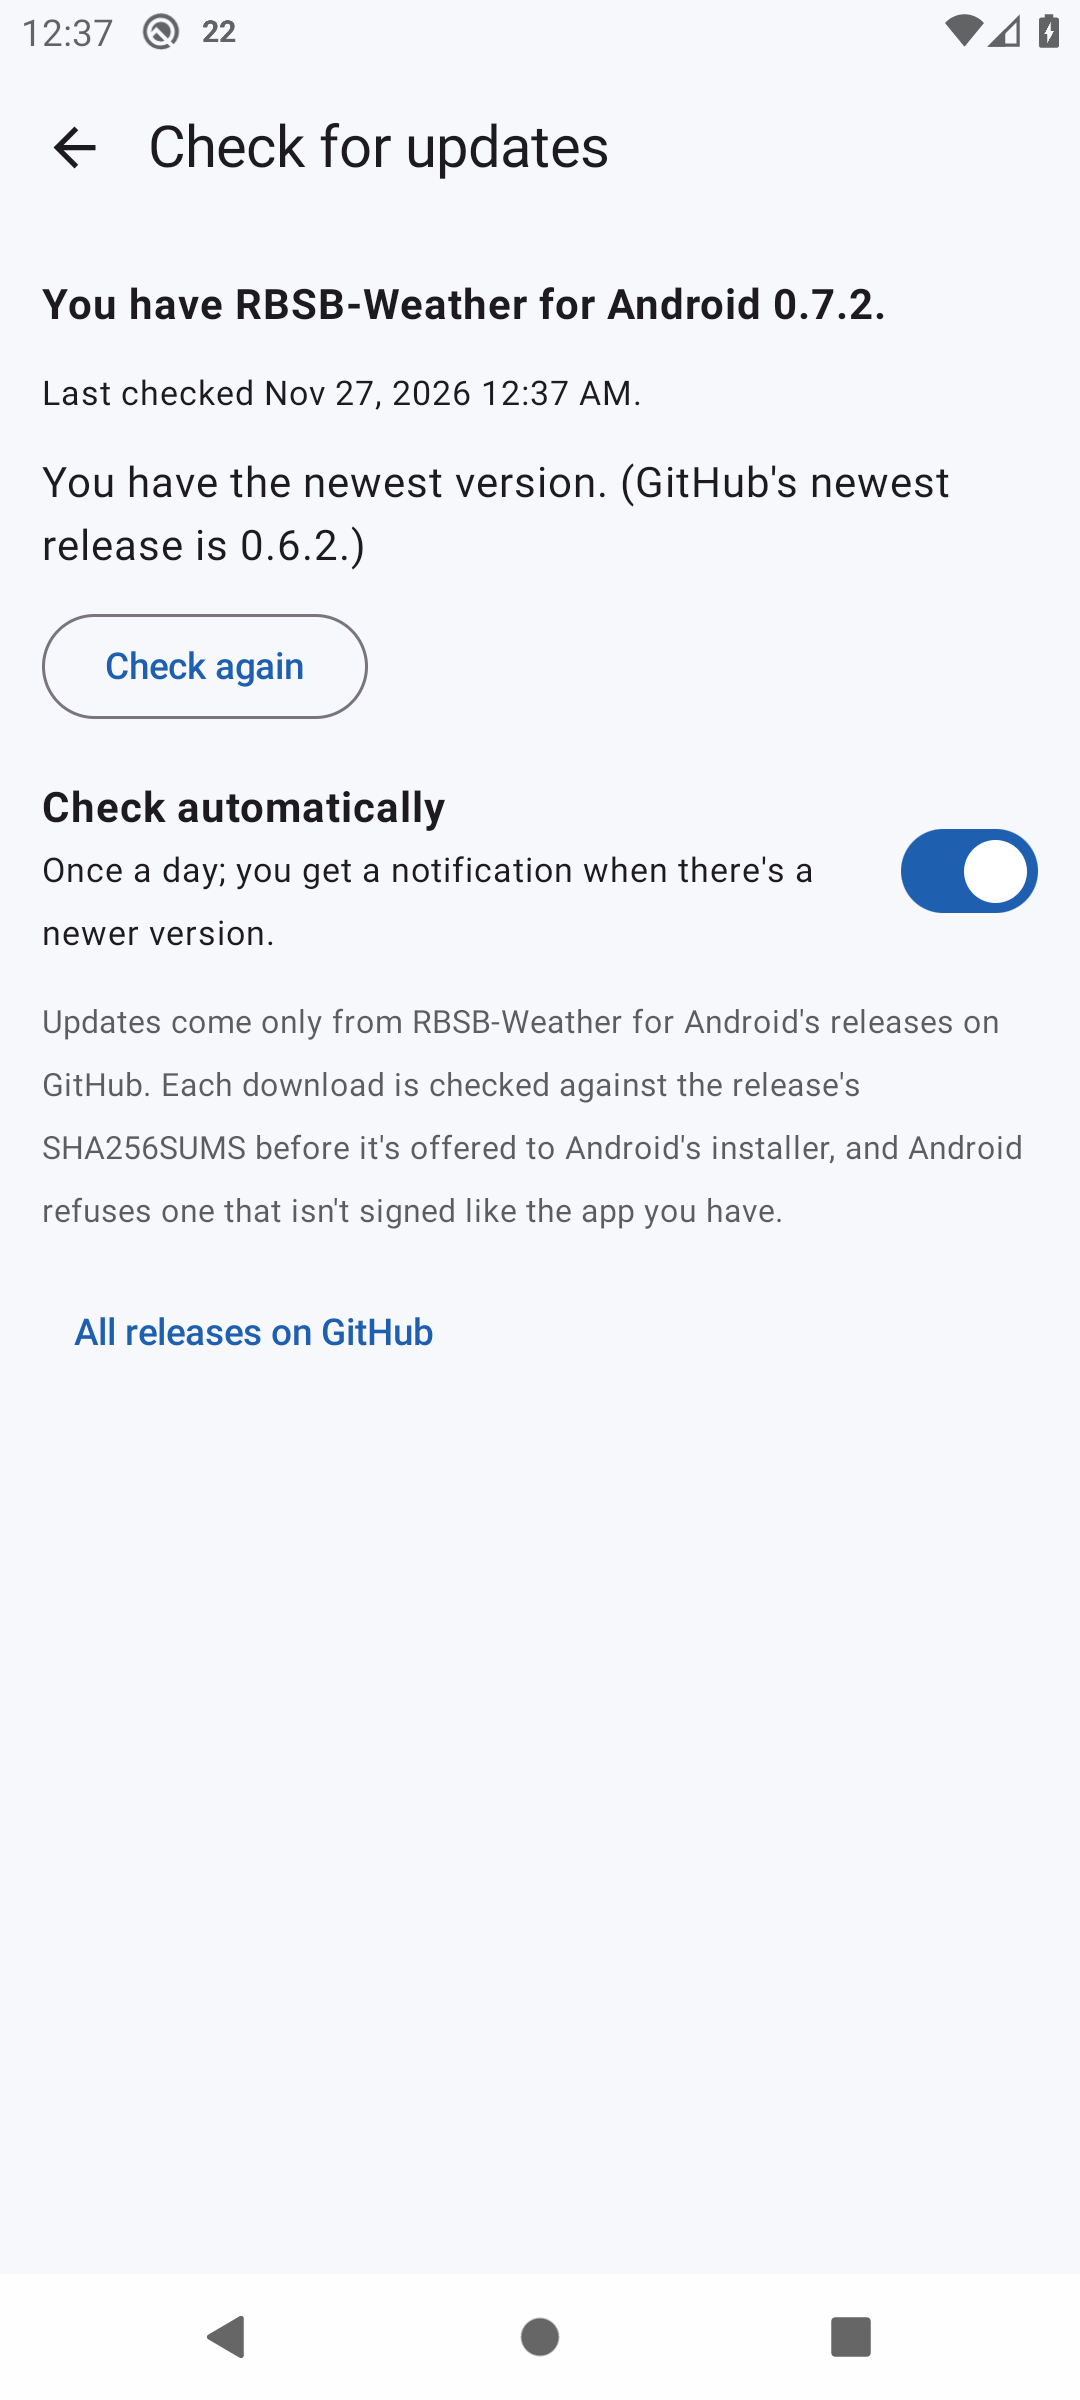 12:37 22
Check for updates
You have RBSB-Weather for Android 0.7.2.
Last checked Nov 27, 2026 12:37 AM.
You have the newest version. (GitHub's newest
release is 0.6.2.)
Check again
Check automatically
Once a day; you get a notification when there's a
newer version.
Updates come only from RBSB-Weather for Android's releases on
GitHub. Each download is checked against the release's
SHA256SUMS before it's offered to Android's installer, and Android
refuses one that isn't signed like the app you have.
All releases on GitHub